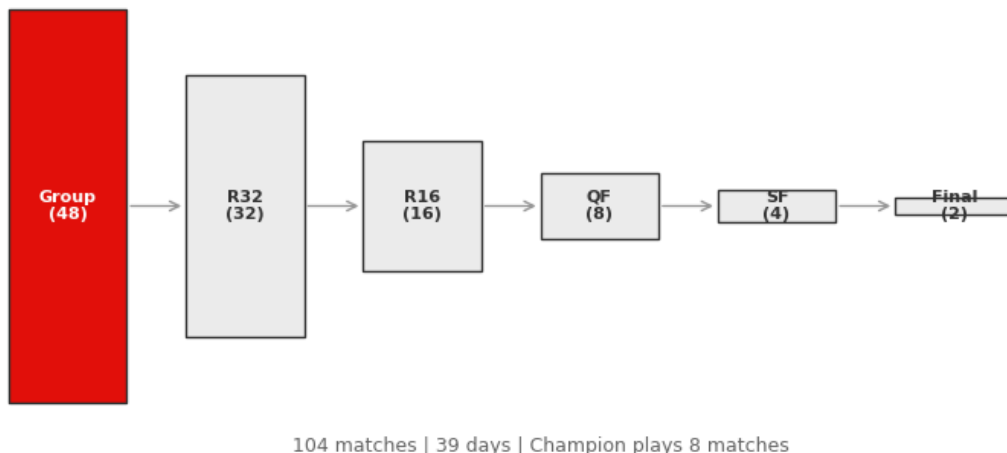 Group
(48)
R32
(32)
R16
(16)
QF
(8)
SF
(4)
Final
(2)
104 matches | 39 days | Champion plays 8 matches